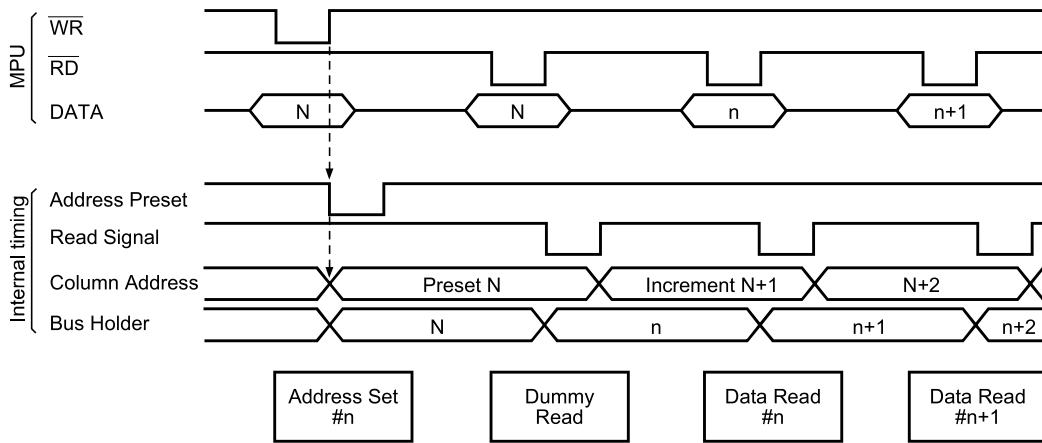 MPU
WR
RD
DATA
N
N
n
n+1
Internal timing
Address Preset
Read Signal
Column Address
Preset N
Increment N+1
N+2
Bus Holder
N
n
n+1
n+2
Address Set
#n
Dummy
Read
Data Read
#n
Data Read
#n+1